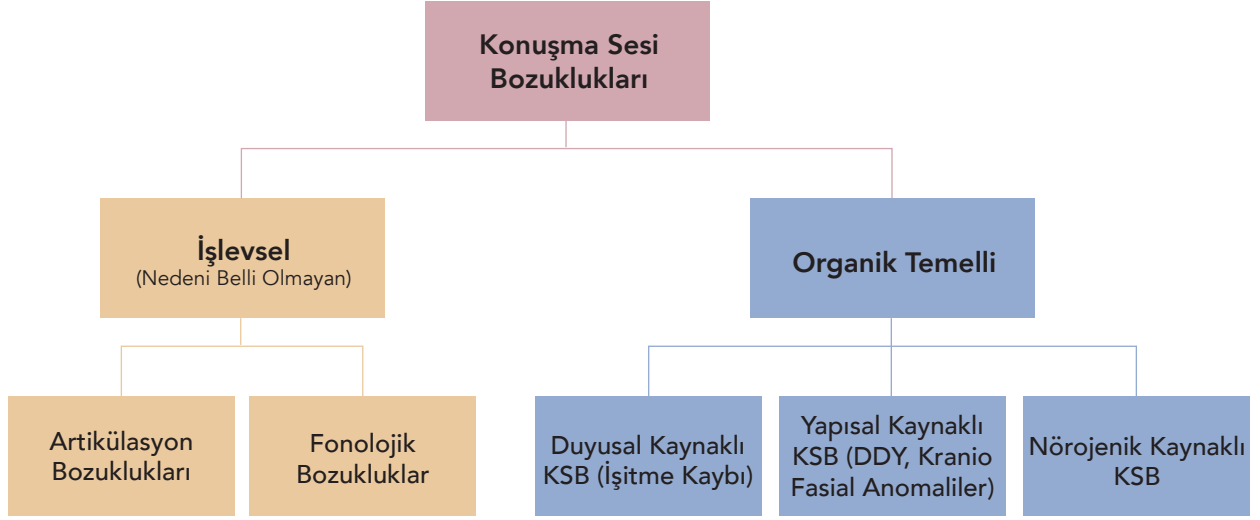 Konuşma Sesi
Bozuklukları
İşlevsel
(Nedeni Belli Olmayan)
Organik Temelli
Artikülasyon
Bozuklukları
Fonolojik
Bozukluklar
Duyusal Kaynaklı
KSB (İşitme Kaybı)
Yapısal Kaynaklı
KSB (DDY, Kranio
Fasial Anomaliler)
Nörojenik Kaynaklı
KSB